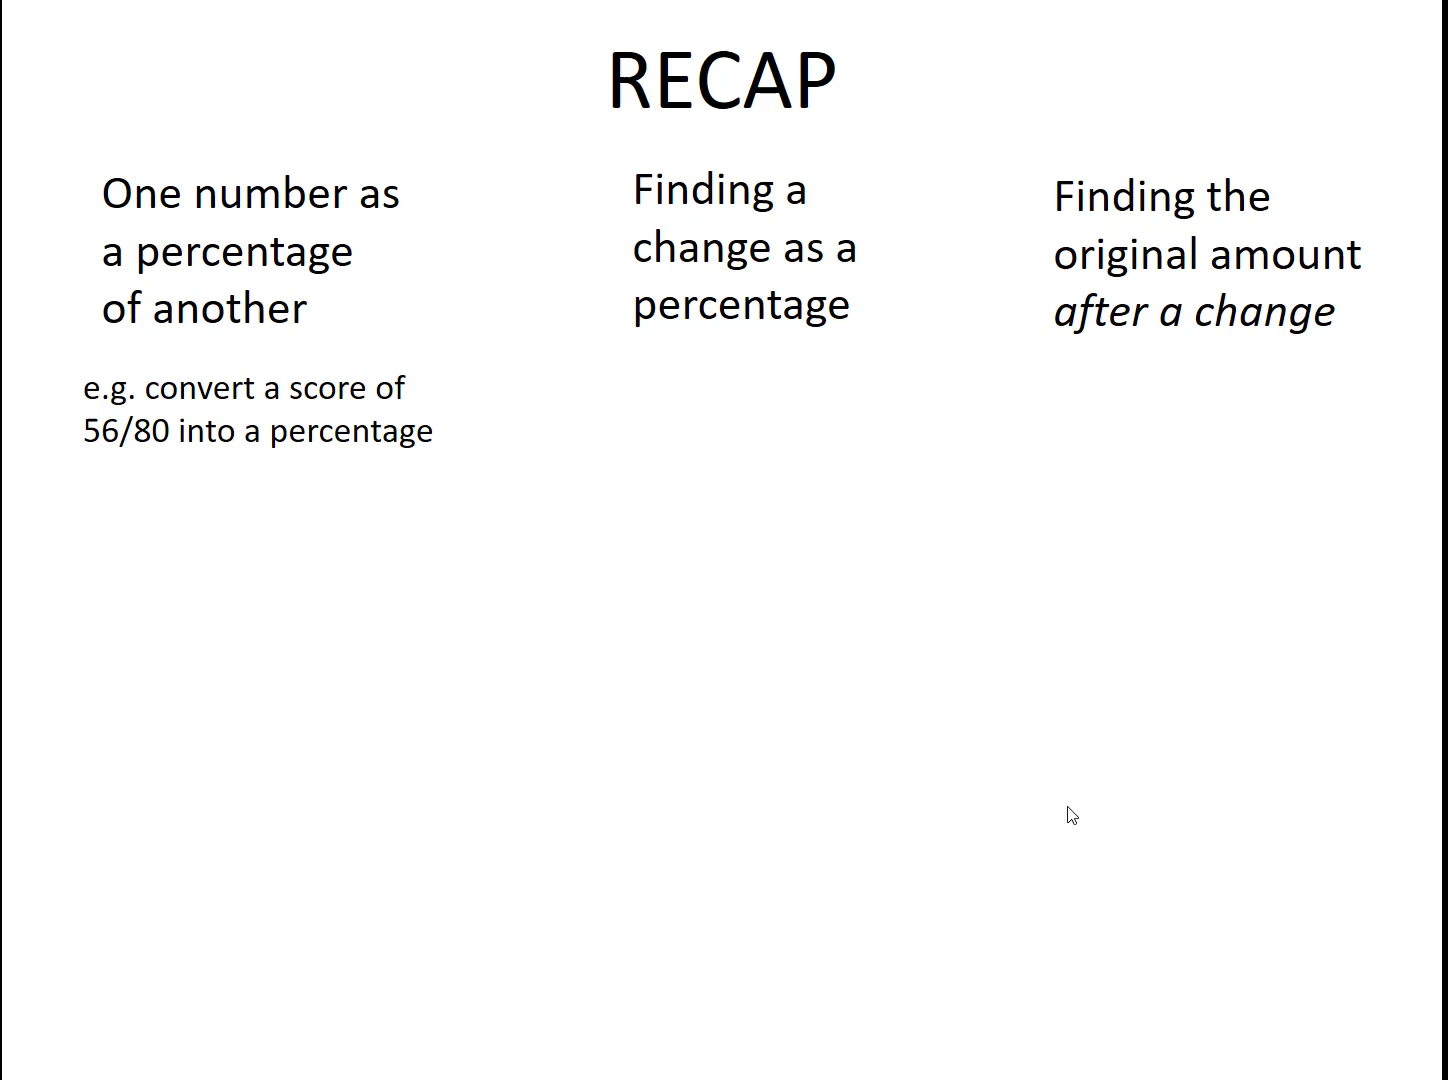 RECAP
One number as
a percentage
of another
e.g. convert a score of
56/80 into a percentage
Finding a
change as a
percentage
Finding the
original amount
after a change